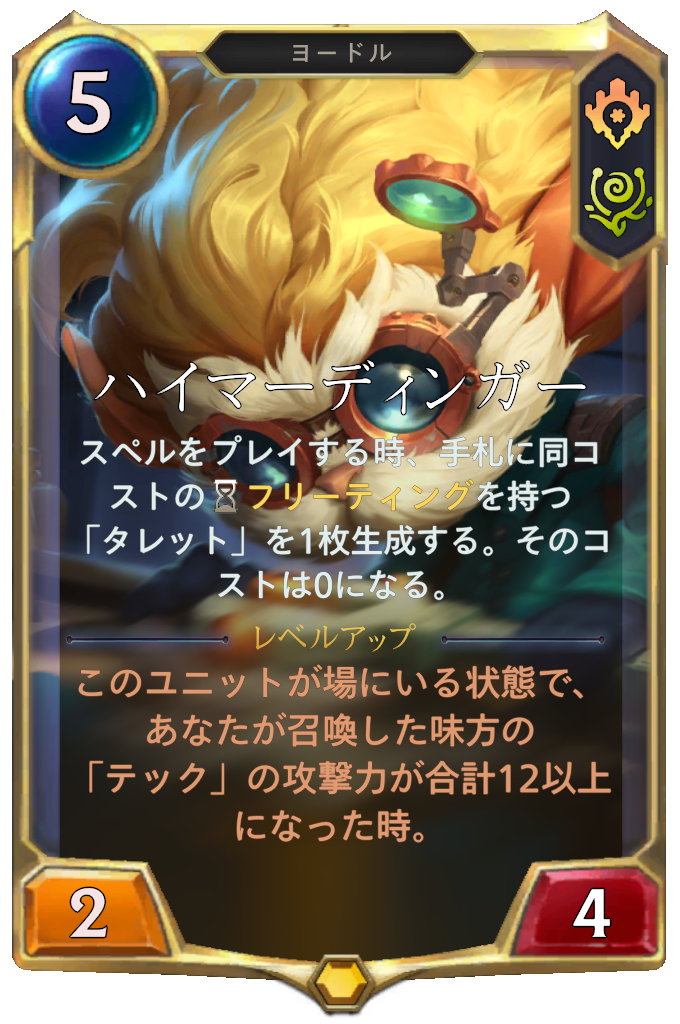 ヨードル
5
ハイマーディンガー
スペルをプレイする時、手札に同コ
ストのフリーティングを持つ
「タレット」を1枚生成する。そのコ
ストは0になる。
レベルアップ
このユニットが場にいる状態で、
あなたが召喚した味方の
「テック」の攻撃力が合計12以上
になった時。
2
4